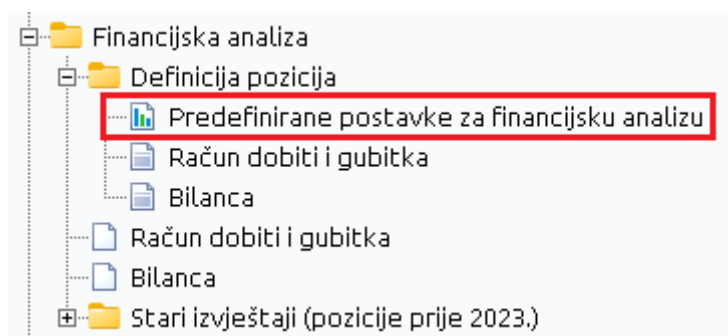 Financijska analiza
Definicija pozicija
Predefinirane postavke za financijsku analizu
Račun dobiti i gubitka
Bilanca
Račun dobiti i gubitka
Bilanca
Stari izvještaji (pozicije prije 2023.)